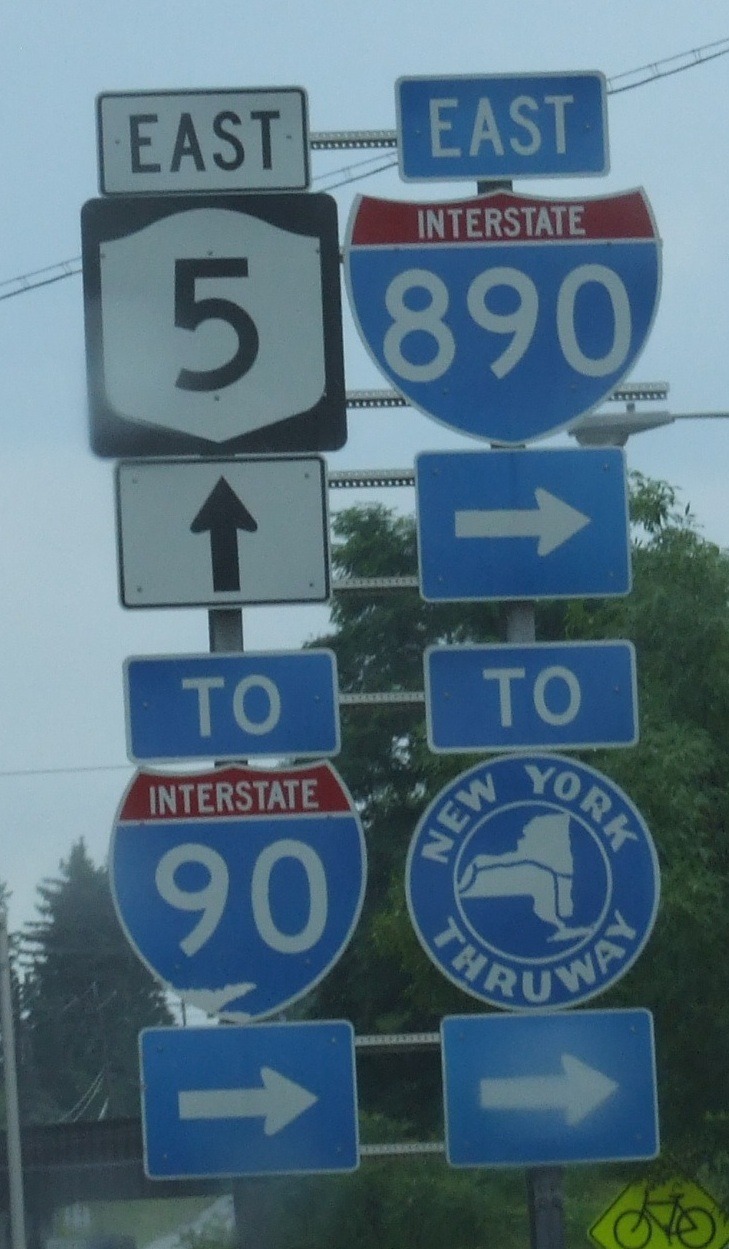 EAST
5
EAST
INTERSTATE
890
TO
INTERSTATE
90
TO
NEW YORK
THRUWAY